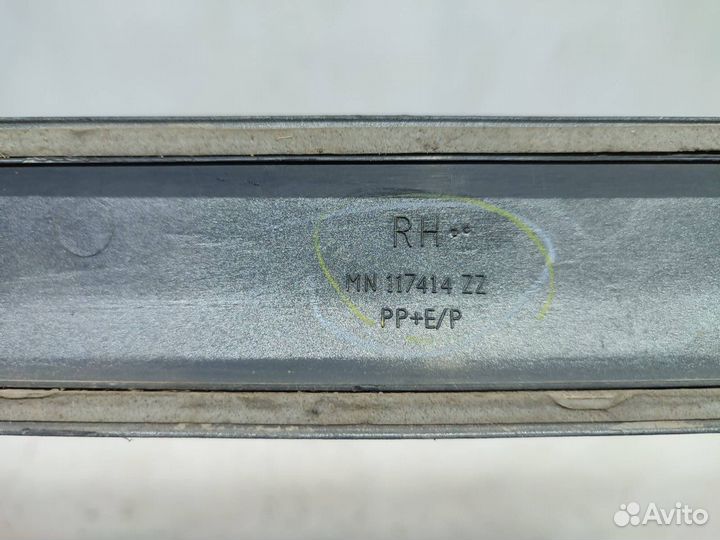 RH
MN 117414 ZZ
PP+E/P
Avito